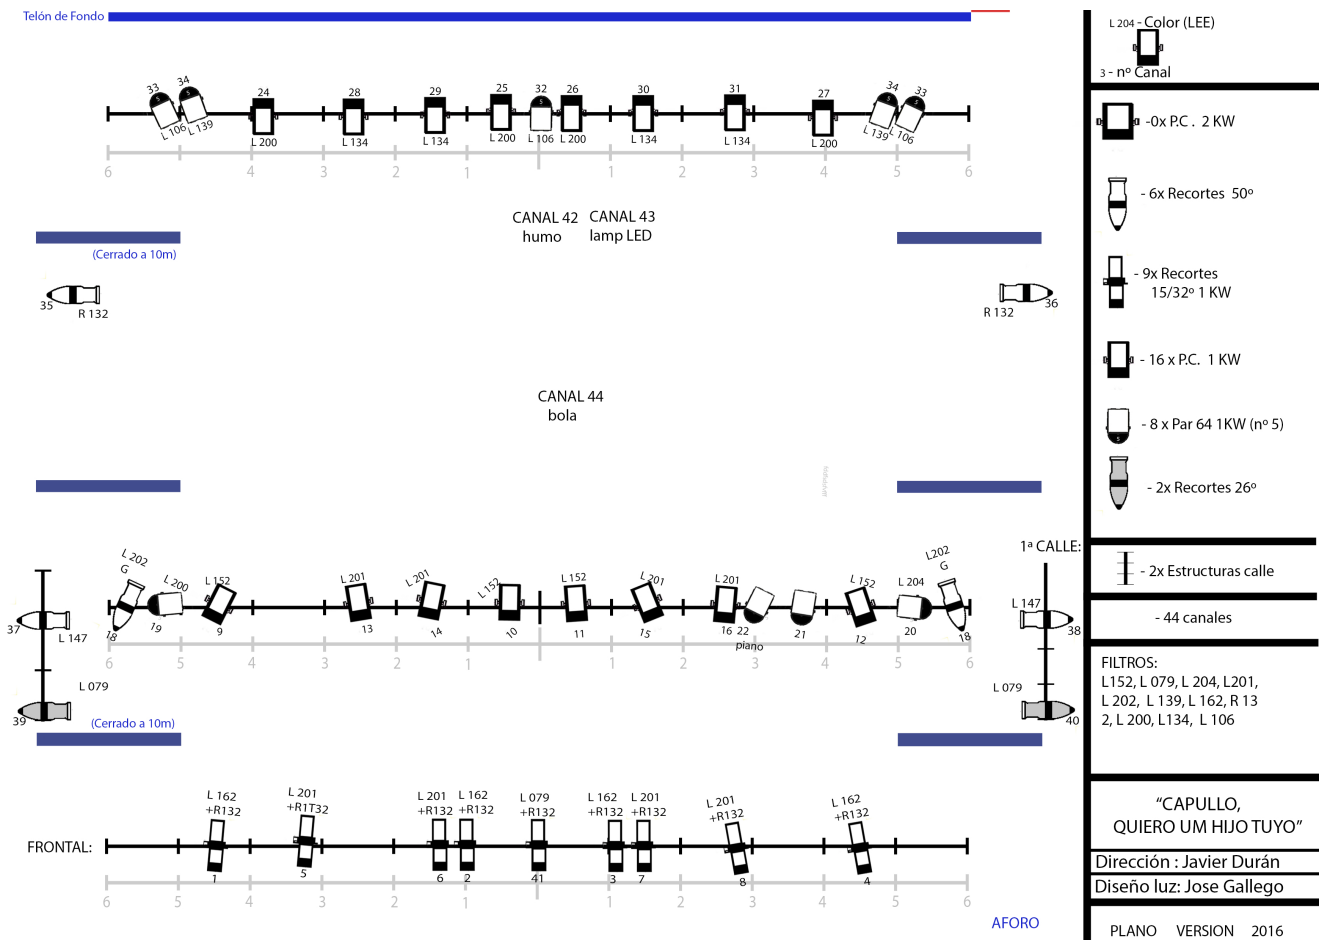 Telón de Fondo
33
34
24
28
29
25
32
26
30
31
27
34
33
5
5
5
5
5
L 106
L 139
L 200
L 134
L 134
L 200
L 106
L 200
L 134
L 134
L 200
L 139
L 106
6
5
4
3
2
1
1
2
3
4
5
6
CANAL 42
humo
CANAL 43
lamp LED
(Cerrado a 10m)
35
R 132
R 132
36
CANAL 44
bola
L 202
G
L 200
L 152
L 201
L 201
L 152
L 152
L 201
L 201
L 152
L 204
L202
G
18
19
9
13
14
10
11
15
16
22
21
12
20
18
piano
6
5
4
3
2
1
1
2
3
4
5
6
37
L 147
L 079
39
(Cerrado a 10m)
1ª CALLE:
L 147
38
L 079
40
L 162
+R132
L 201
+R1T32
L 201
+R132
L 162
+R132
L 079
+R132
L 162
+R132
L 201
+R132
L 201
+R132
L 162
+R132
FRONTAL:
1
5
6
2
41
3
7
8
4
6
5
4
3
2
1
1
2
3
4
5
6
AFORO
L 204 - Color (LEE)
3 - nº Canal
-0x P.C . 2 KW
- 6x Recortes 50º
- 9x Recortes
15/32º 1 KW
- 16 x P.C. 1 KW
- 8 x Par 64 1KW (nº 5)
5
- 2x Recortes 26º
- 2x Estructuras calle
- 44 canales
FILTROS:
L152, L 079, L 204, L201,
L 202, L 139, L 162, R 13
2, L 200, L134, L 106
“CAPULLO,
QUIERO UM HIJO TUYO”
Dirección : Javier Durán
Diseño luz: Jose Gallego
PLANO VERSION 2016